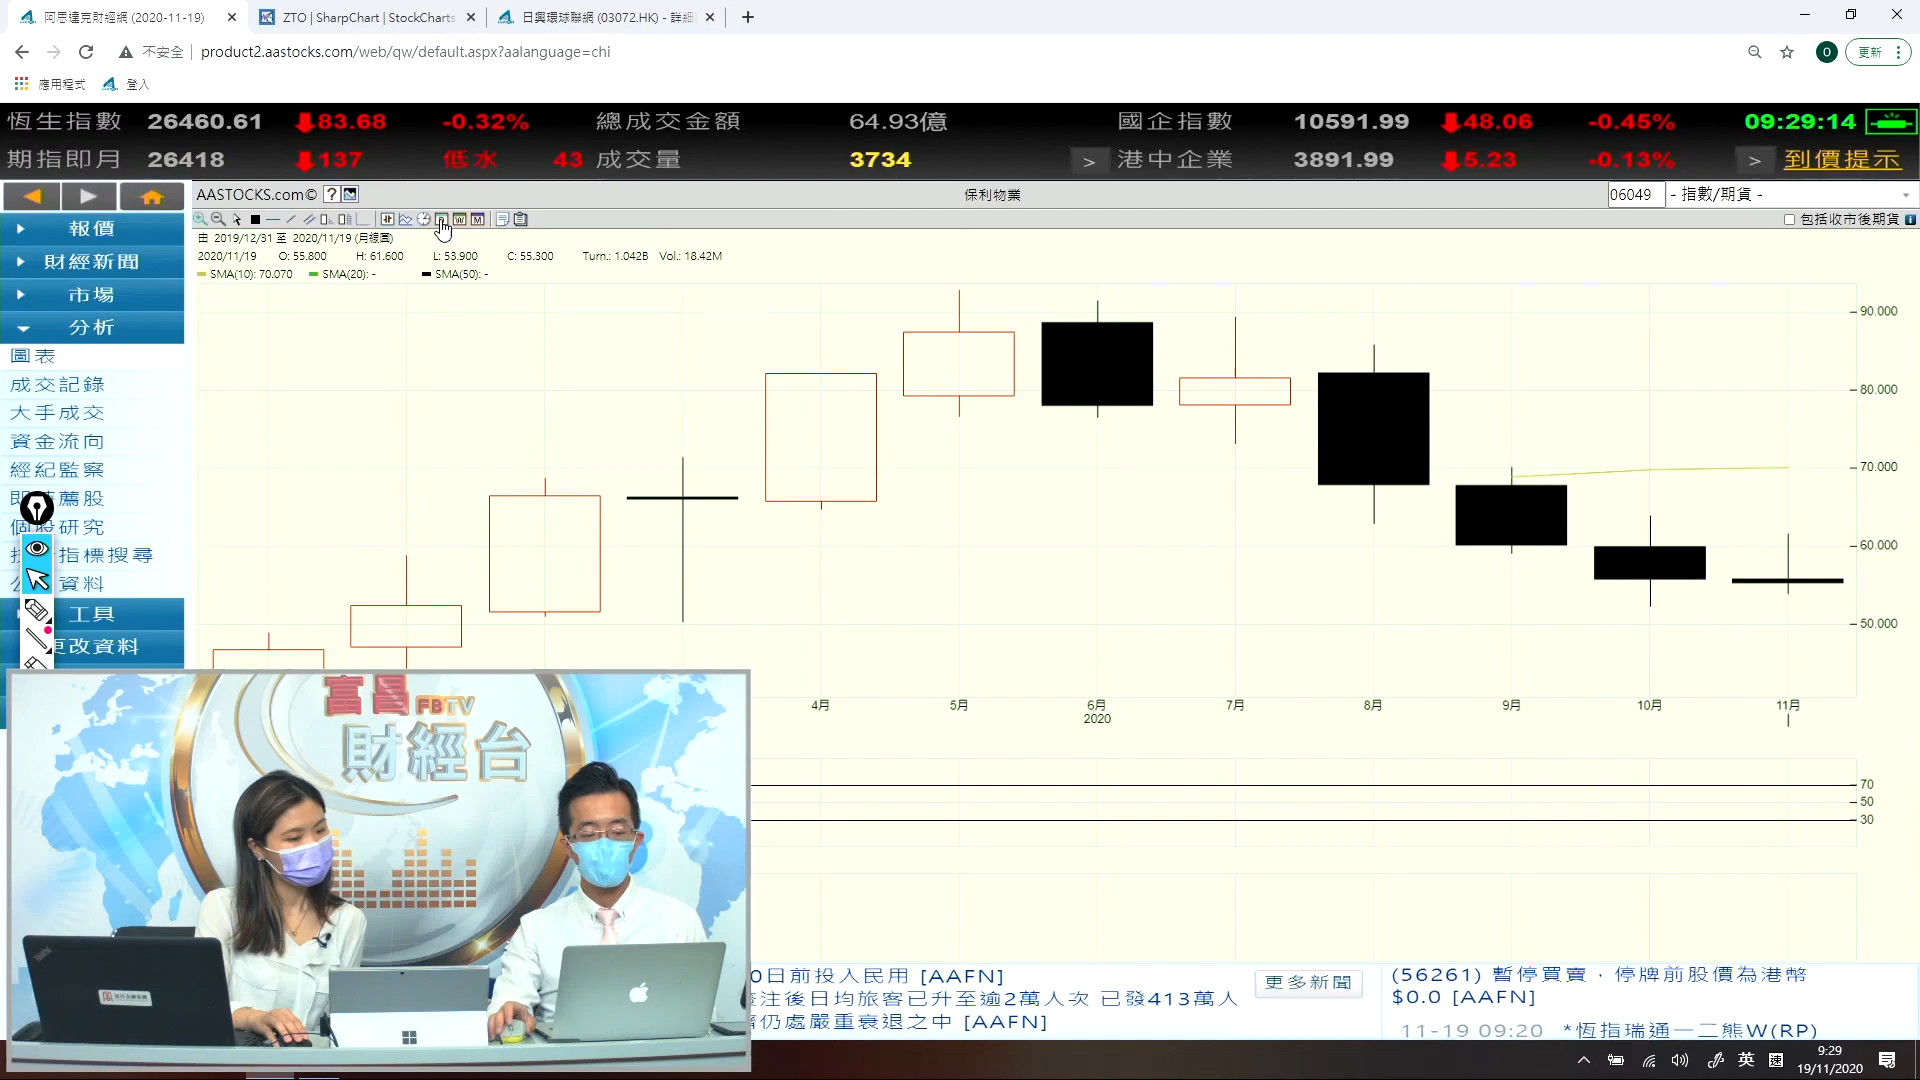 阿思達克財經網 (2020-11-19)
ZTO | SharpChart | StockCharts
日興環球聯網 (03072.HK) - 詳細
不安全 product2.aastocks.com/web/qw/default.aspx?aalanguage=chi
O
更新
應用程式
登入
恆生指數 26460.61 83.68 -0.32% 總成交金額 64.93億 國企指數 10591.99 48.06 -0.45% 09:29:14
期指即月 26418 137 低水 43 成交量 3734 > 港中企業 3891.99 5.23 -0.13% > 到價提示
AASTOCKS.com© ? 保利物業 06049 - 指數/期貨 -
包括收市後期貨
由 2019/12/31 至 2020/11/19 (月線圖)
2020/11/19 O: 55.800 H: 61.600 L: 53.900 C: 55.300 Turn.: 1.042B Vol.: 18.42M
SMA(10): 70.070 SMA(20): - SMA(50): -
報價
財經新聞
市場
分析
圖表
成交記錄
大手成交
資金流向
經紀監察
薦股
研究
指標搜尋
資料
工具
更改資料
90.000
80.000
70.000
60.000
50.000
4月 5月 6月 7月 8月 9月 10月 11月
2020
70
50
30
富昌 FBTV
財經台
0日前投入民用 [AAFN]
注後日均旅客已升至逾2萬人次 已發413萬人
仍處嚴重衰退之中 [AAFN]
更多新聞
(56261) 暫停買賣，停牌前股價為港幣
$0.0 [AAFN]
11-19 09:20 *恆指瑞通一二熊W(RP)
英
速
9:29
19/11/2020